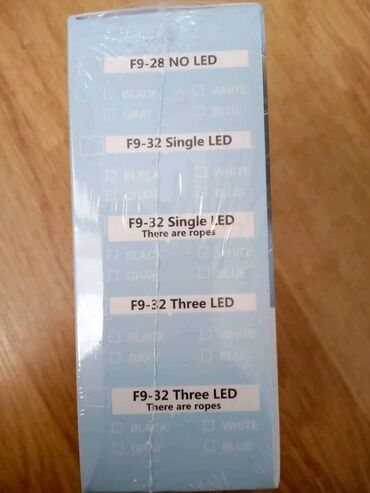 F9-28 NO LED
BLACK WHITE
GRAY BLUE
F9-32 Single LED
BLACK WHITE
GRAY BLUE
F9-32 Single LED
There are ropes
BLACK WHITE
GRAY BLUE
F9-32 Three LED
BLACK WHITE
GRAY BLUE
F9-32 Three LED
There are ropes
BLACK WHITE
GRAY BLUE